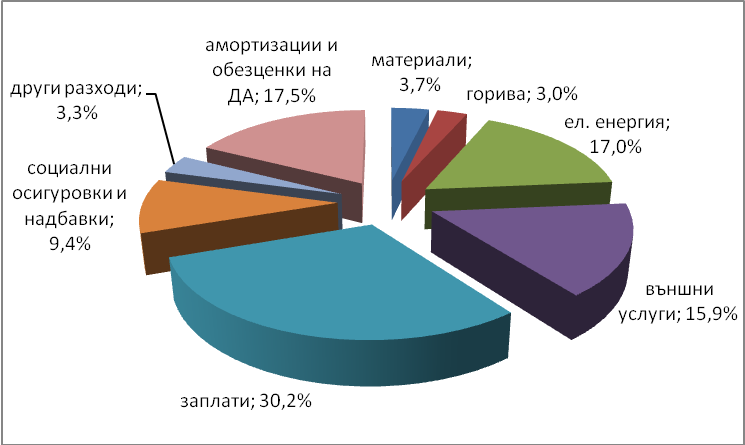 амортизации и
обезценки на
ДА; 17,5%
материали;
3,7%
горива; 3,0%
ел. енергия;
17,0%
външни
услуги; 15,9%
заплати; 30,2%
социални
осигуровки и
надбавки;
9,4%
други разходи;
3,3%